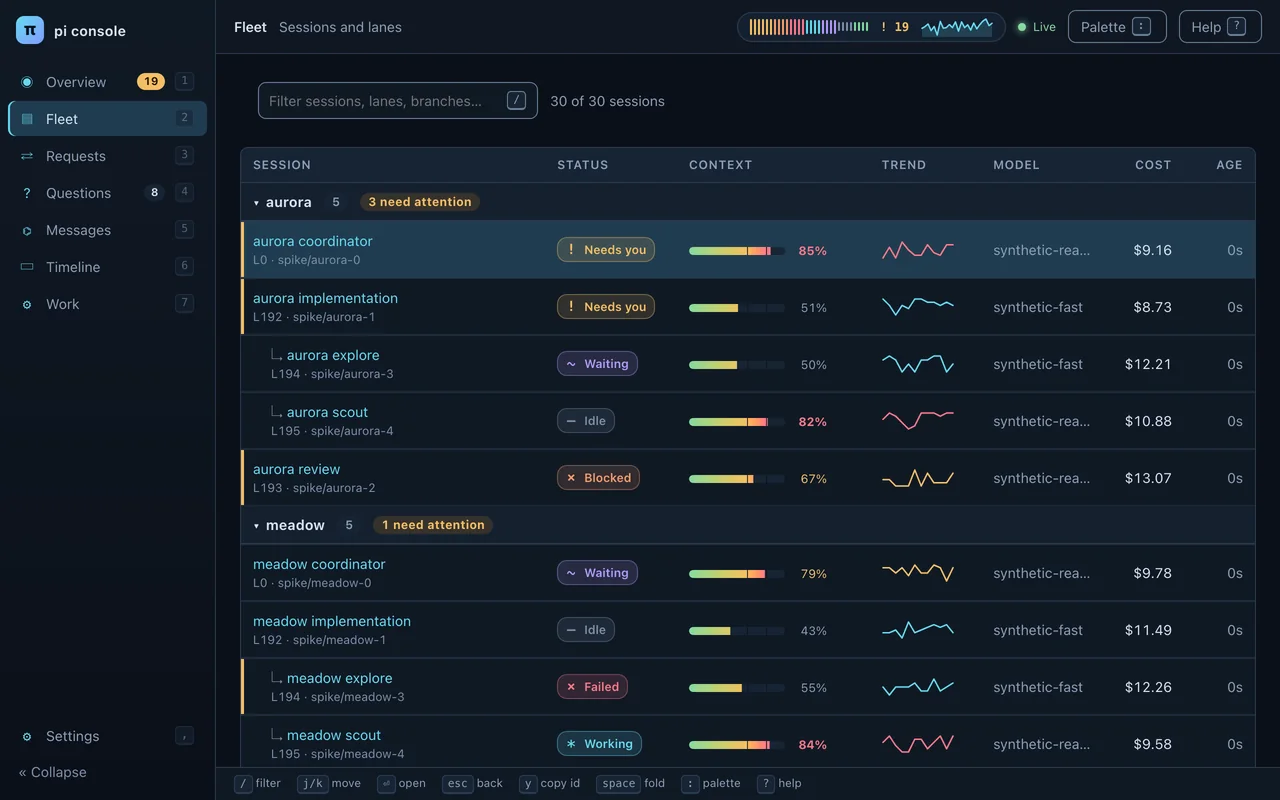 π pi console
Overview 19 1
Fleet 2
Requests 3
? Questions 8 4
Messages 5
Timeline 6
Work 7
Settings ,
« Collapse
Fleet Sessions and lanes
! 19
Live
Palette :
Help ?
Filter sessions, lanes, branches... /
30 of 30 sessions
SESSION STATUS CONTEXT TREND MODEL COST AGE
▾ aurora 5 3 need attention
aurora coordinator
L0 · spike/aurora-0
! Needs you 85% synthetic-rea... $9.16 0s
aurora implementation
L192 · spike/aurora-1
! Needs you 51% synthetic-fast $8.73 0s
aurora explore
L194 · spike/aurora-3
~ Waiting 50% synthetic-fast $12.21 0s
aurora scout
L195 · spike/aurora-4
— Idle 82% synthetic-rea... $10.88 0s
aurora review
L193 · spike/aurora-2
× Blocked 67% synthetic-rea... $13.07 0s
▾ meadow 5 1 need attention
meadow coordinator
L0 · spike/meadow-0
~ Waiting 79% synthetic-rea... $9.78 0s
meadow implementation
L192 · spike/meadow-1
— Idle 43% synthetic-fast $11.49 0s
meadow explore
L194 · spike/meadow-3
× Failed 55% synthetic-fast $12.26 0s
meadow scout
L195 · spike/meadow-4
* Working 84% synthetic-rea... $9.58 0s
/ filter j/k move ⏎ open esc back y copy id space fold : palette ? help